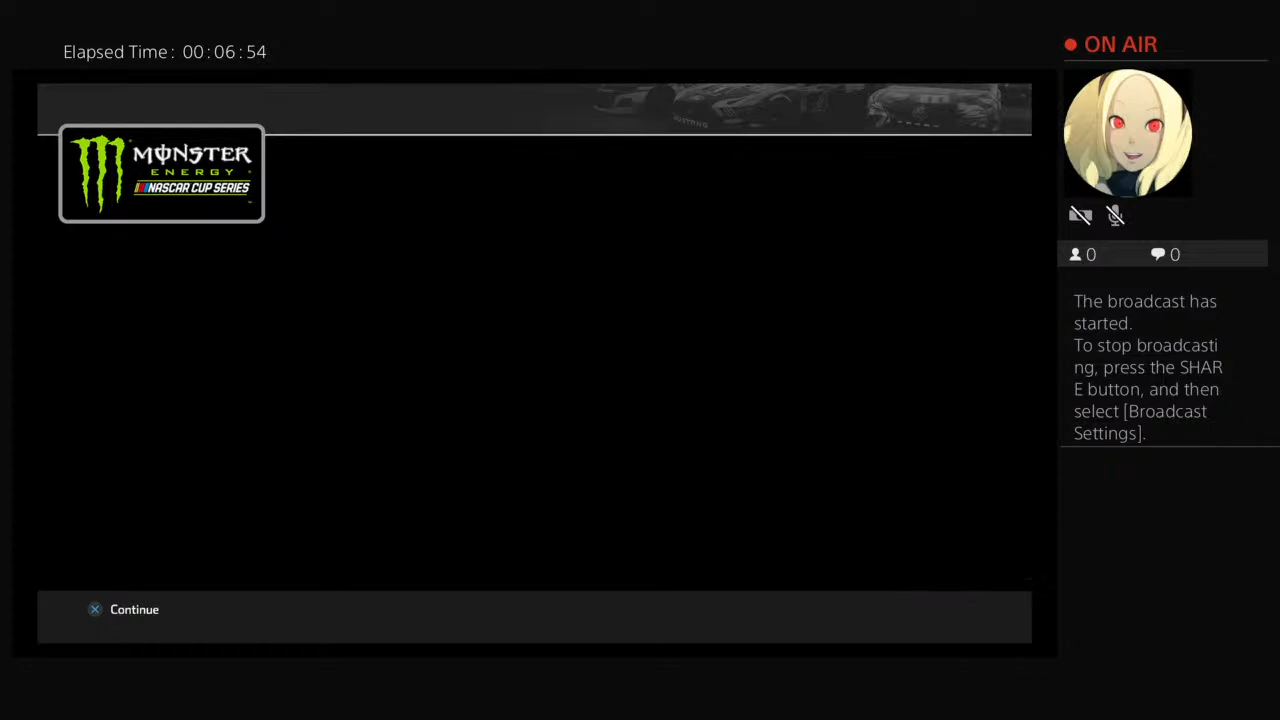 Elapsed Time: 00:06:54
ON AIR
MONSTER
ENERGY
NASCAR CUP SERIES
0 0
The broadcast has
started.
To stop broadcasti
ng, press the SHAR
E button, and then
select [Broadcast
Settings].
MUSTANG
Continue